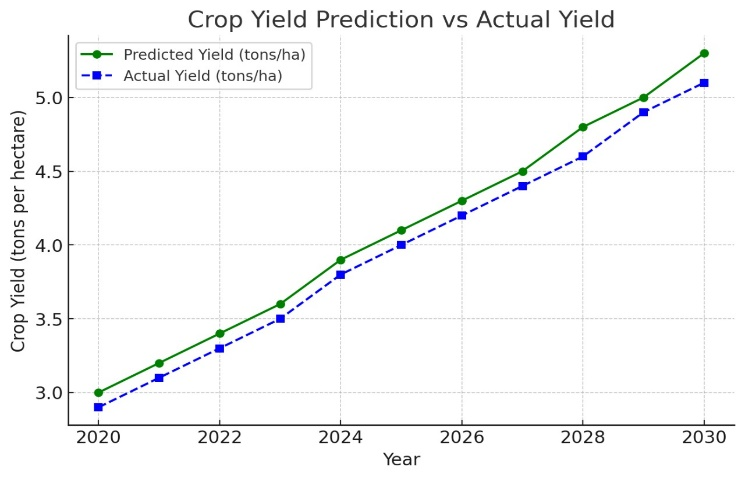 Crop Yield Prediction vs Actual Yield
Predicted Yield (tons/ha)
Actual Yield (tons/ha)
Crop Yield (tons per hectare)
5.0
4.5
4.0
3.5
3.0
2020 2022 2024 2026 2028 2030
Year